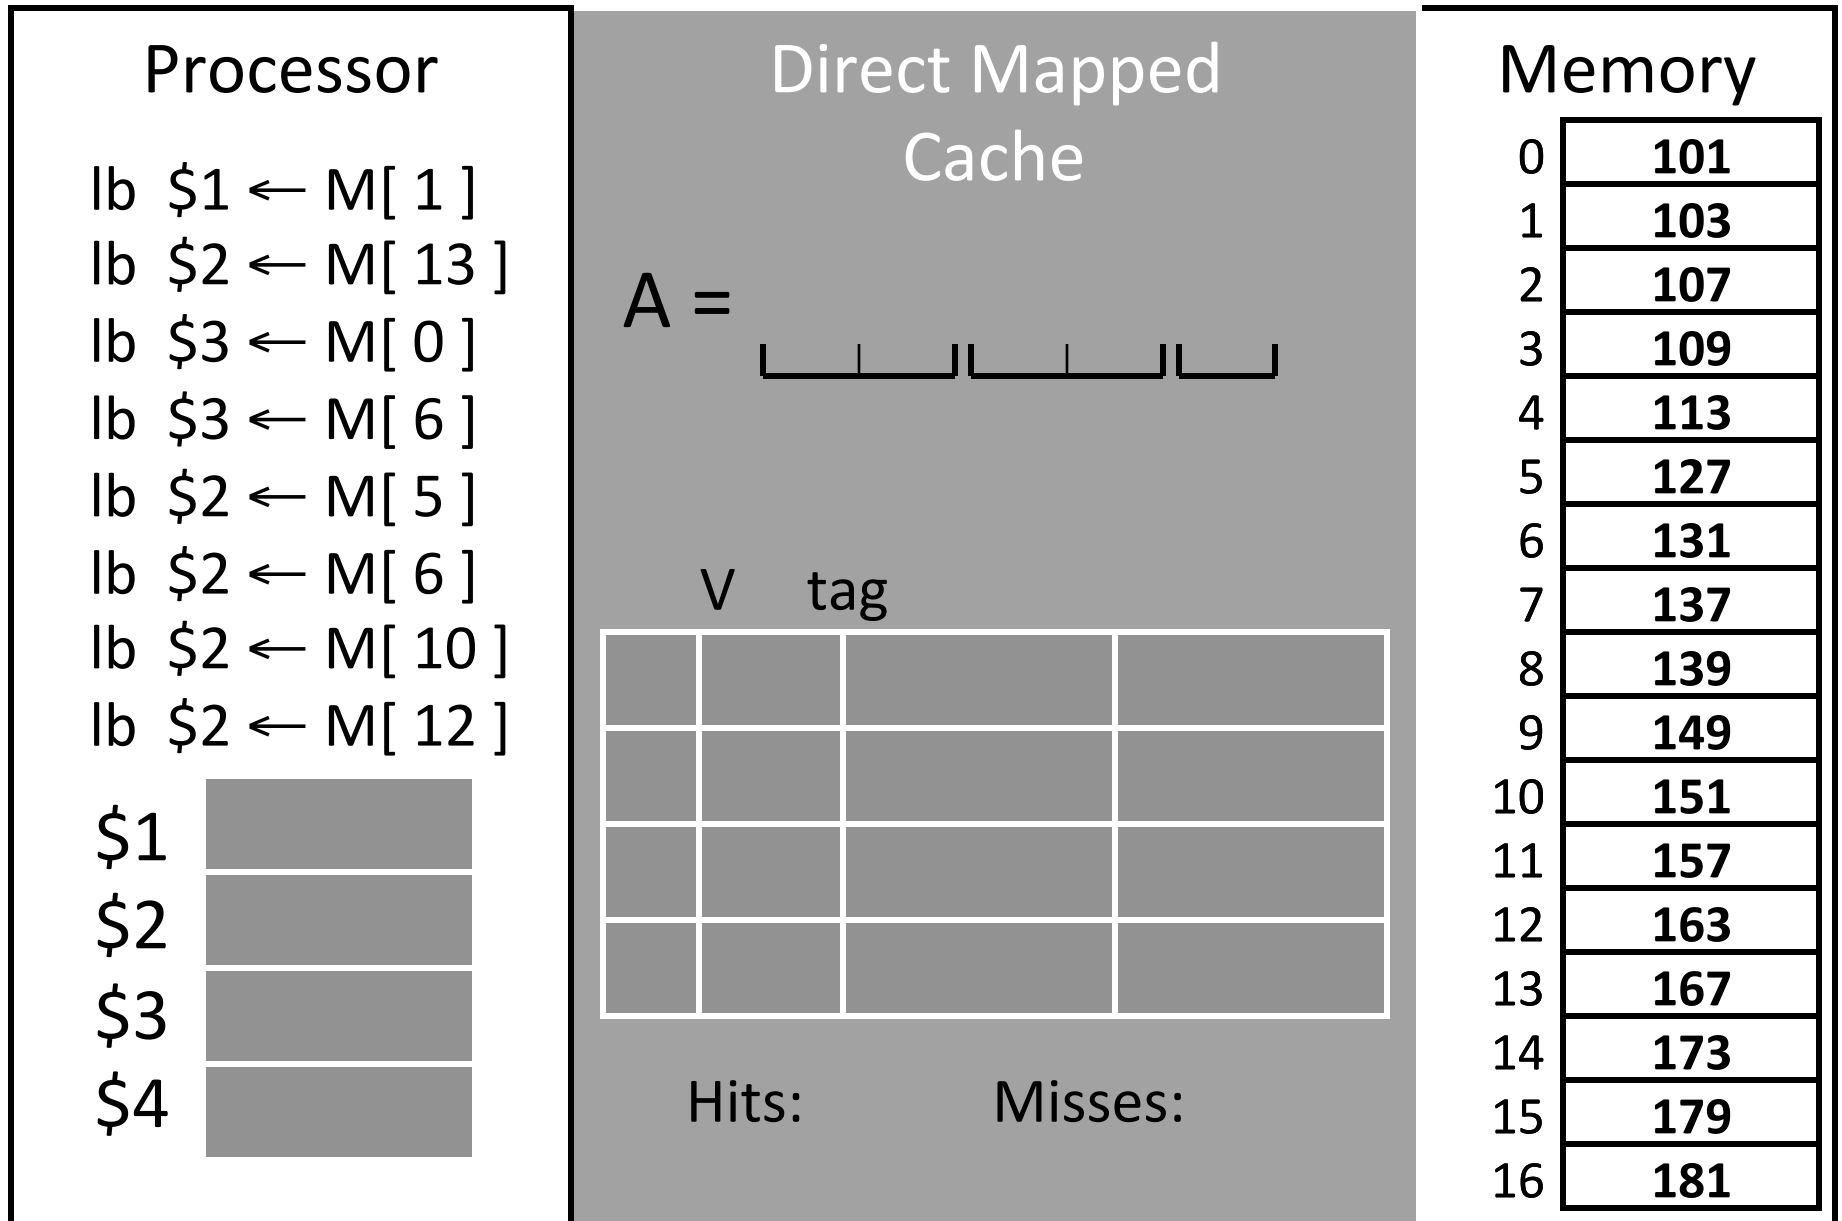 Processor
lb $1 ← M[ 1 ]
lb $2 ← M[ 13 ]
lb $3 ← M[ 0 ]
lb $3 ← M[ 6 ]
lb $2 ← M[ 5 ]
lb $2 ← M[ 6 ]
lb $2 ← M[ 10 ]
lb $2 ← M[ 12 ]
$1
$2
$3
$4
Direct Mapped
Cache
A =
V tag
Hits: Misses:
Memory
0 101
1 103
2 107
3 109
4 113
5 127
6 131
7 137
8 139
9 149
10 151
11 157
12 163
13 167
14 173
15 179
16 181